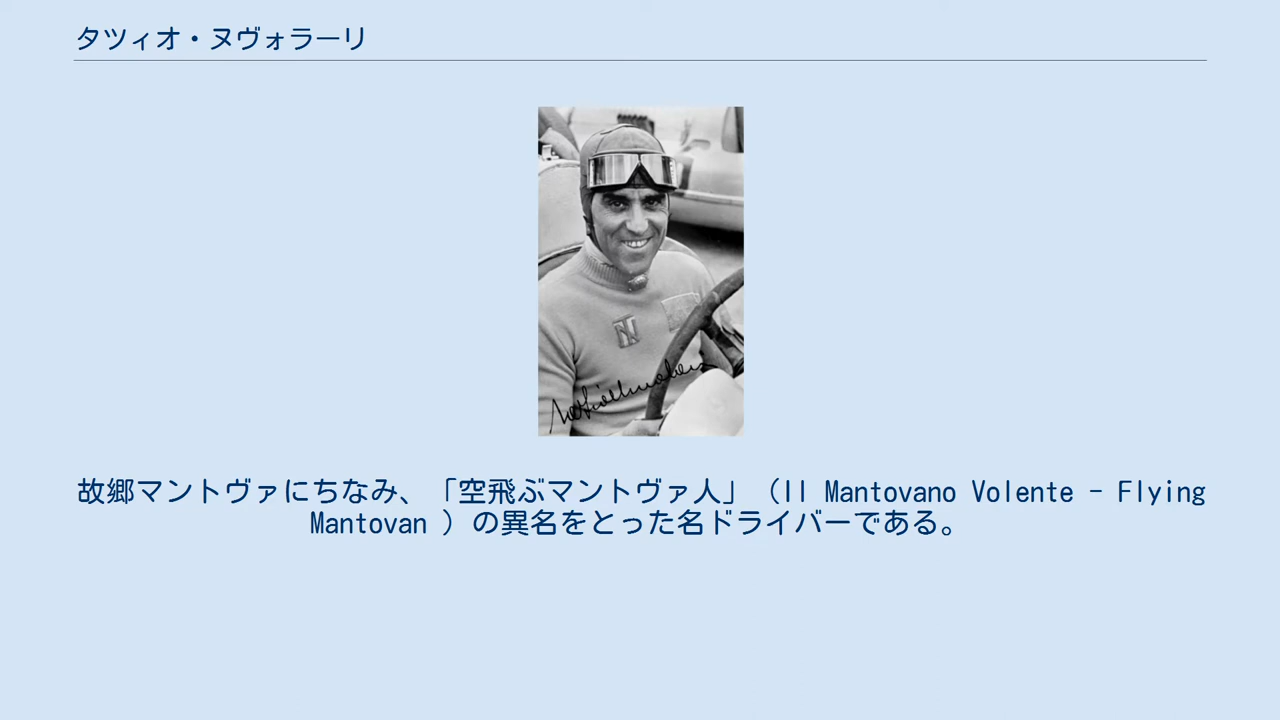 タツィオ・ヌヴォラーリ
TN
故郷マントヴァにちなみ、「空飛ぶマントヴァ人」（Il Mantovano Volente - Flying
Mantovan ）の異名をとった名ドライバーである。